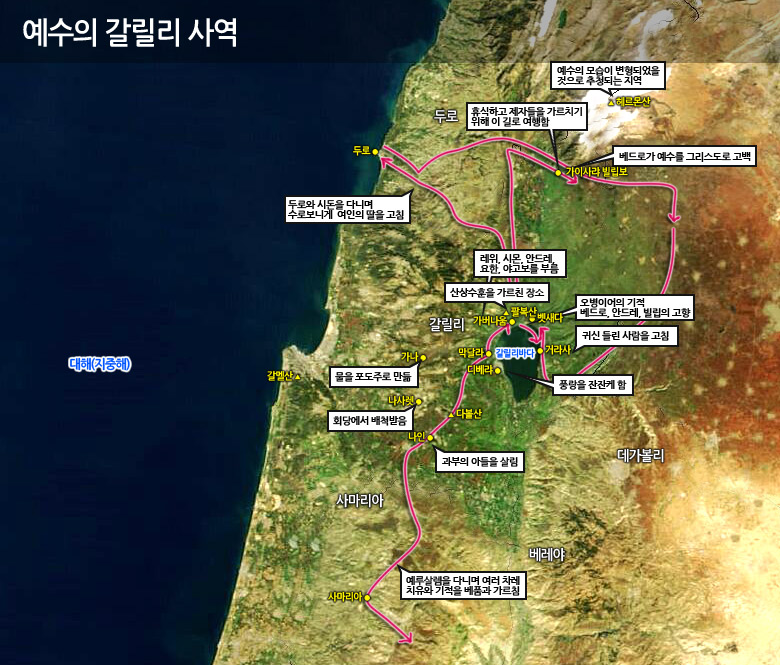 예수의 갈릴리 사역
예수의 모습이 변형되었을
것으로 추정되는 지역
헤르몬산
두로
휴식하고 제자들을 가르치기
위해 이 길로 여행함
두로
베드로가 예수를 그리스도로 고백
가이사랴 빌립보
두로와 시돈을 다니며
수로보니게 여인의 딸을 고침
레위, 시몬, 안드레,
요한, 야고보를 부름
산상수훈을 가르친 장소
오병이어의 기적
베드로, 안드레, 빌립의 고향
팔복산
가버나움
벳새다
갈릴리
귀신 들린 사람을 고침
막달라
갈릴리바다
거라사
가나
대해(지중해)
디베랴
갈멜산
물을 포도주로 만듦
풍랑을 잔잔케 함
나사렛
다볼산
회당에서 배척받음
나인
과부의 아들을 살림
데가볼리
사마리아
베레야
예루살렘을 다니며 여러 차례
치유와 기적을 베품과 가르침
사마리아